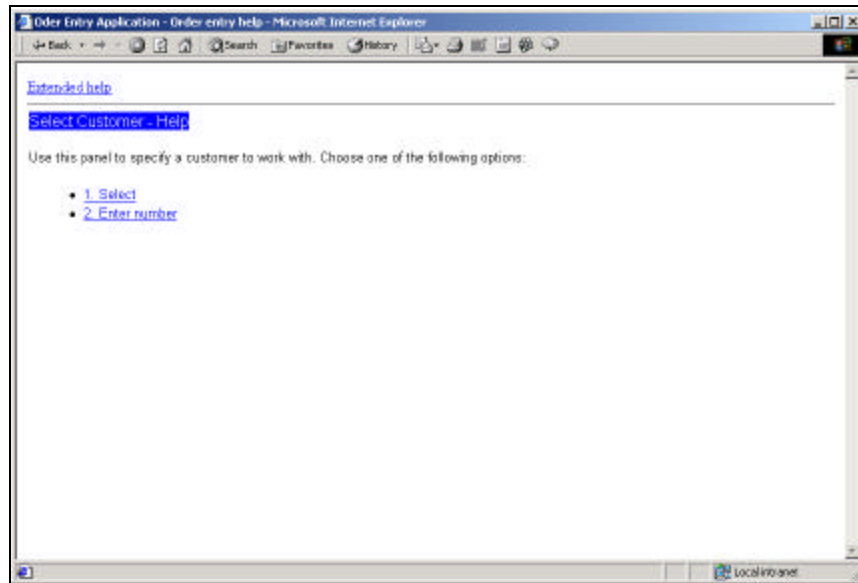 Oder Entry Application - Order entry help - Microsoft Internet Explorer
Back Search Favorites History
Extended help
Select Customer - Help
Use this panel to specify a customer to work with. Choose one of the following options:
1. Select
2. Enter number
Local intranet